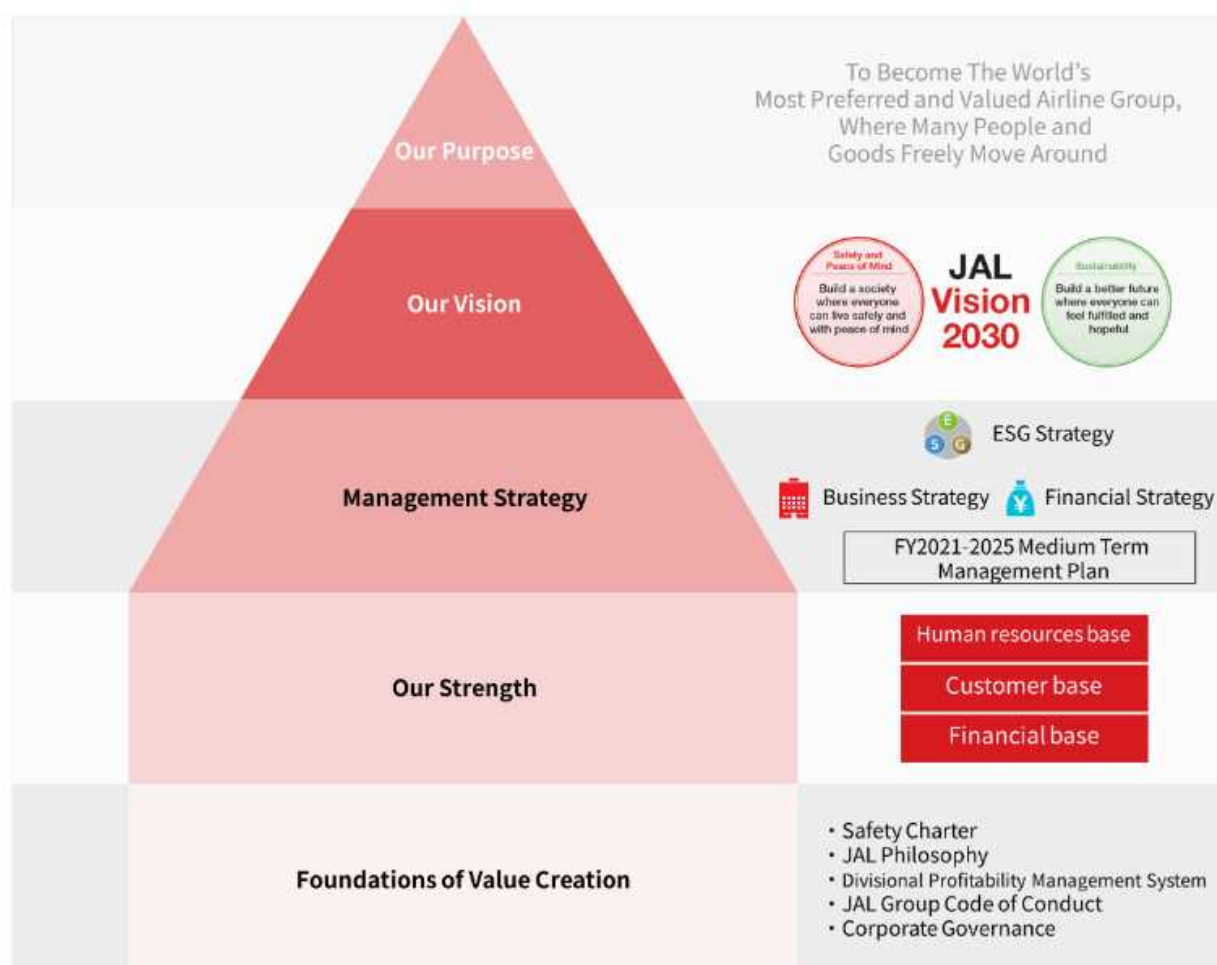 To Become The World's
Most Preferred and Valued Airline Group,
Where Many People and
Goods Freely Move Around
Our Purpose
Our Vision
Safety and
Peace of Mind
Build a society
where everyone
can live safely and
with peace of mind
JAL
Vision
2030
Sustainability
Build a better future
where everyone can
feel fulfilled and
hopeful
Management Strategy
E
S G
ESG Strategy
Business Strategy
¥
Financial Strategy
FY2021-2025 Medium Term
Management Plan
Our Strength
Human resources base
Customer base
Financial base
Foundations of Value Creation
・Safety Charter
・JAL Philosophy
・Divisional Profitability Management System
・JAL Group Code of Conduct
・Corporate Governance